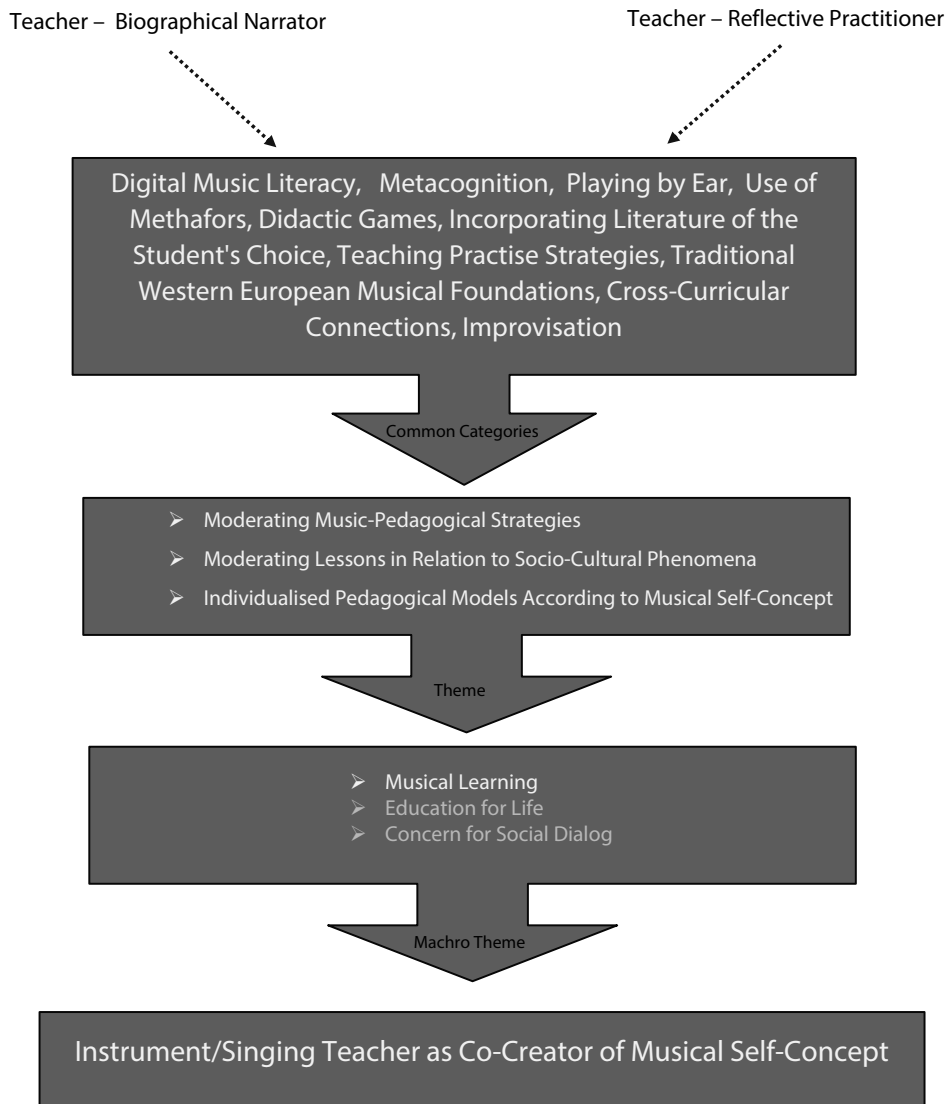 Teacher – Biographical Narrator
Teacher – Reflective Practitioner
Digital Music Literacy, Metacognition, Playing by Ear, Use of
Methafors, Didactic Games, Incorporating Literature of the
Student's Choice, Teaching Practise Strategies, Traditional
Western European Musical Foundations, Cross-Curricular
Connections, Improvisation
Common Categories
➢ Moderating Music-Pedagogical Strategies
➢ Moderating Lessons in Relation to Socio-Cultural Phenomena
➢ Individualised Pedagogical Models According to Musical Self-Concept
Theme
➢ Musical Learning
➢ Education for Life
➢ Concern for Social Dialog
Machro Theme
Instrument/Singing Teacher as Co-Creator of Musical Self-Concept